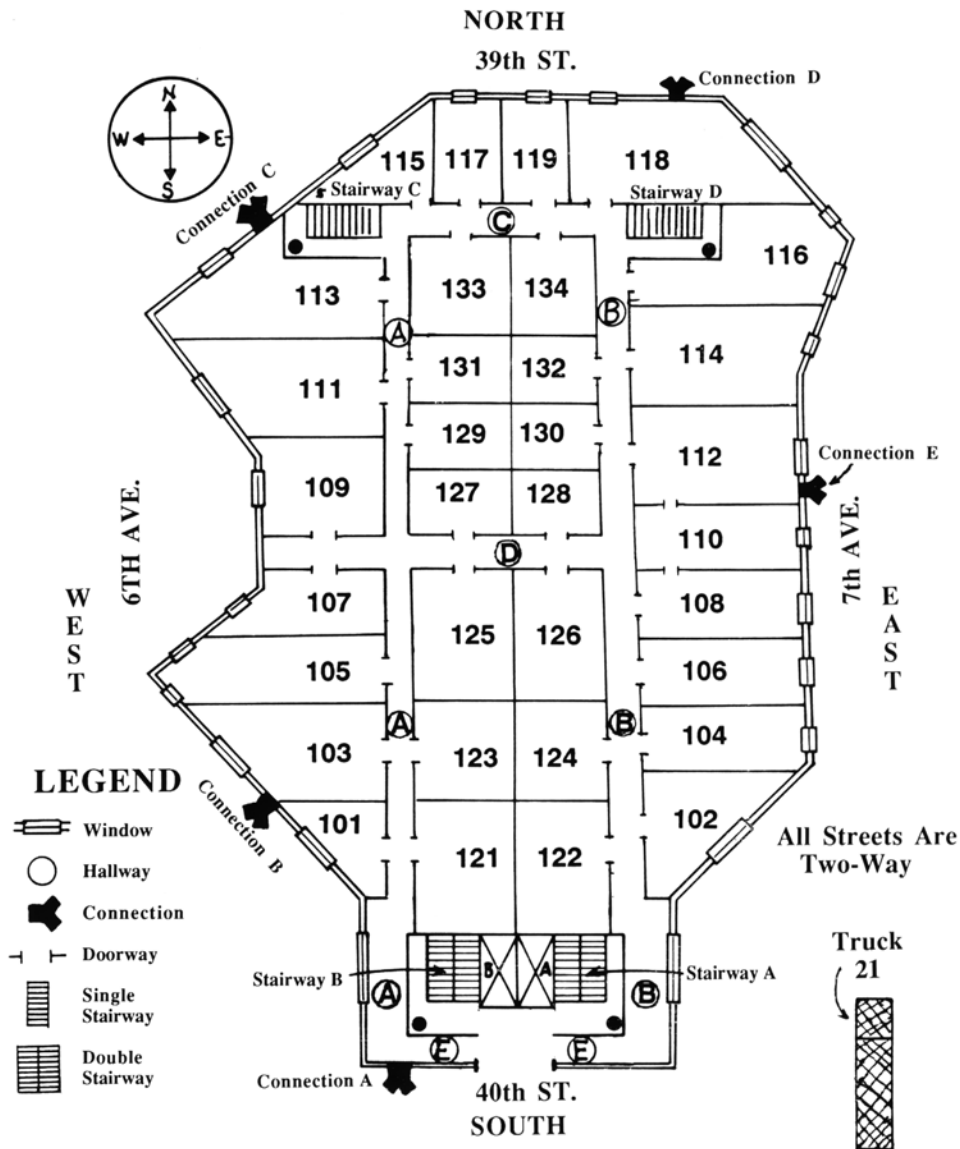 NORTH
39th ST.
Connection D
N
W E
S
Connection C
115
117
119
118
Stairway C
Stairway D
C
116
113
133
134
A
B
114
111
131
132
129
130
112
Connection E
109
127
128
110
D
6TH AVE.
7th AVE.
WEST
EAST
107
125
126
108
105
106
A
B
103
123
124
104
LEGEND
Window
Hallway
Connection
Doorway
Single
Stairway
Double
Stairway
Connection B
101
121
122
102
All Streets Are
Two-Way
Truck
21
Stairway B
B
A
Stairway A
A
B
E
E
Connection A
40th ST.
SOUTH